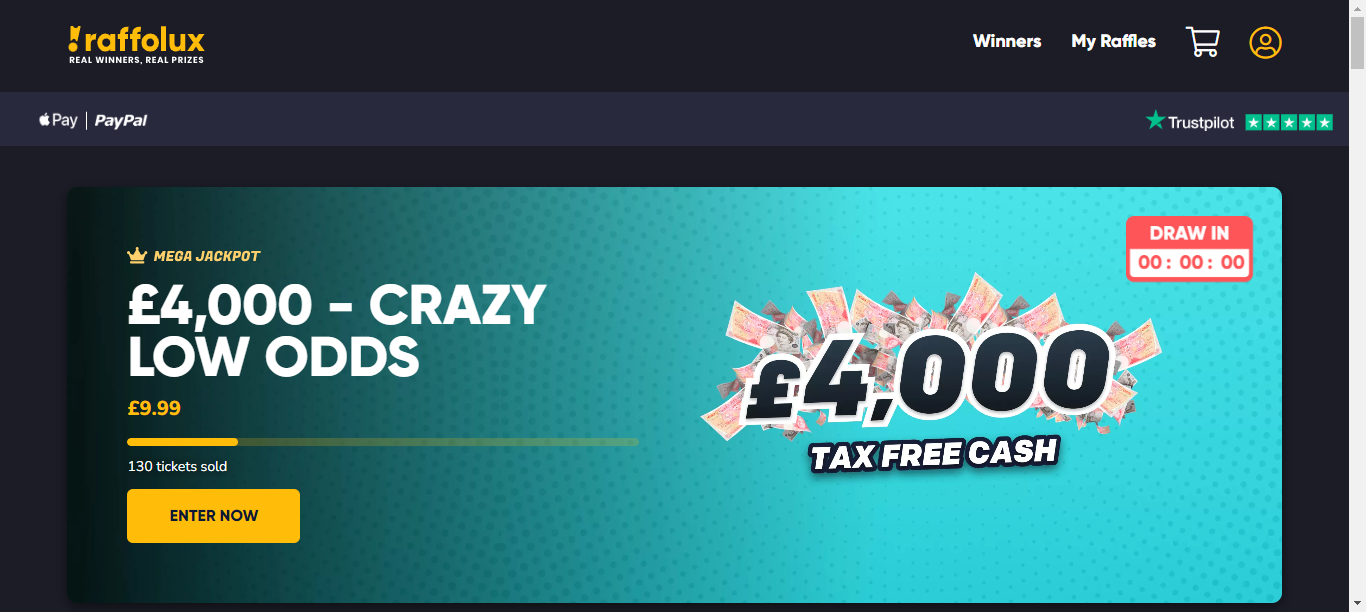 raffolux
REAL WINNERS, REAL PRIZES
Winners
My Raffles
Pay | PayPal
Trustpilot
DRAW IN
00 : 00 : 00
MEGA JACKPOT
£4,000 - CRAZY
LOW ODDS
£9.99
130 tickets sold
ENTER NOW
£4,000
TAX FREE CASH